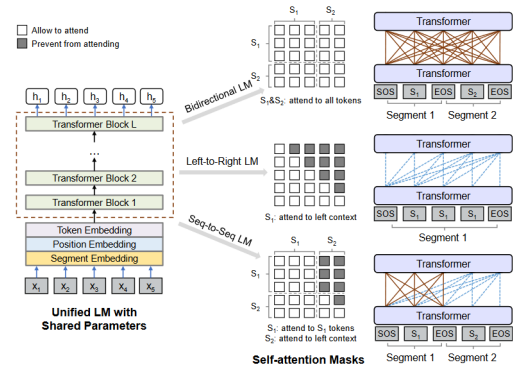 Allow to attend
Prevent from attending
h1 h2 h3 h4 h5
Transformer Block L
...
Transformer Block 2
Transformer Block 1
Token Embedding
Position Embedding
Segment Embedding
x1 x2 x3 x4 x5
Unified LM with
Shared Parameters
Bidirectional LM
Left-to-Right LM
Seq-to-Seq LM
S1 S2
S1
S2
S1&S2: attend to all tokens
S1: attend to left context
S1 S2
S1
S2
S1: attend to S1 tokens
S2: attend to left context
Self-attention Masks
Transformer
Transformer
SOS S1 EOS S2 EOS
Segment 1 Segment 2
Transformer
Transformer
SOS S1 S1 S1 EOS
Segment 1
Transformer
Transformer
SOS S1 EOS S2 EOS
Segment 1 Segment 2